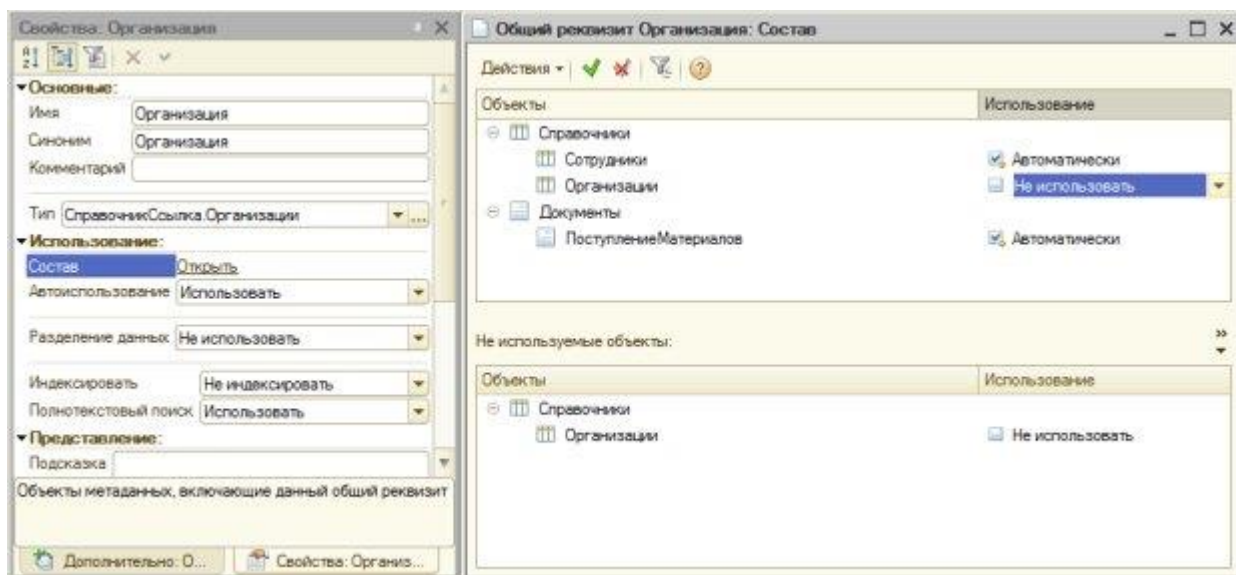 Свойства: Организация
Основные:
Имя Организация
Синоним Организация
Комментарий
Тип СправочникСсылка.Организации
Использование:
Состав Открыть
Автоиспользование Использовать
Разделение данных Не использовать
Индексировать Не индексировать
Полнотекстовый поиск Использовать
Представление:
Подсказка
Объекты метаданных, включающие данный общий реквизит
Дополнительно: О...
Свойства: Организ...
Общий реквизит Организация: Состав
Действия
Объекты Использование
Справочники
Сотрудники Автоматически
Организации Не использовать
Документы
ПоступлениеМатериалов Автоматически
Не используемые объекты:
Объекты Использование
Справочники
Организации Не использовать